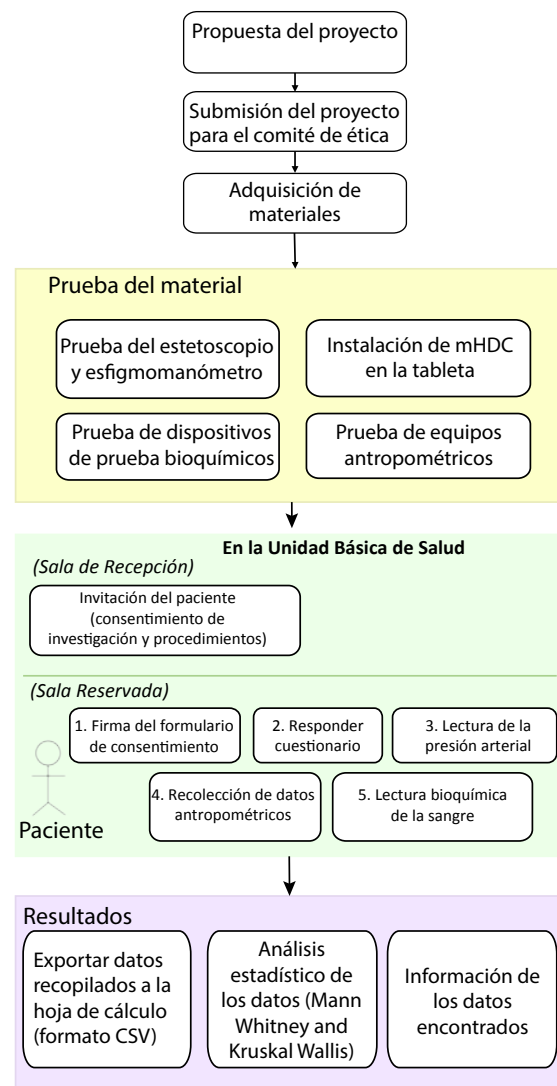 Propuesta del proyecto
Submisión del proyecto
para el comité de ética
Adquisición de
materiales
Prueba del material
Prueba del estetoscopio
y esfigmomanómetro
Instalación de mHDC
en la tableta
Prueba de dispositivos
de prueba bioquímicos
Prueba de equipos
antropométricos
En la Unidad Básica de Salud
(Sala de Recepción)
Invitación del paciente
(consentimiento de
investigación y procedimientos)
(Sala Reservada)
1. Firma del formulario
de consentimiento
2. Responder
cuestionario
3. Lectura de la
presión arterial
4. Recolección de datos
antropométricos
5. Lectura bioquímica
de la sangre
Paciente
Resultados
Exportar datos
recopilados a la
hoja de cálculo
(formato CSV)
Análisis
estadístico de
los datos (Mann
Whitney and
Kruskal Wallis)
Información de
los datos
encontrados